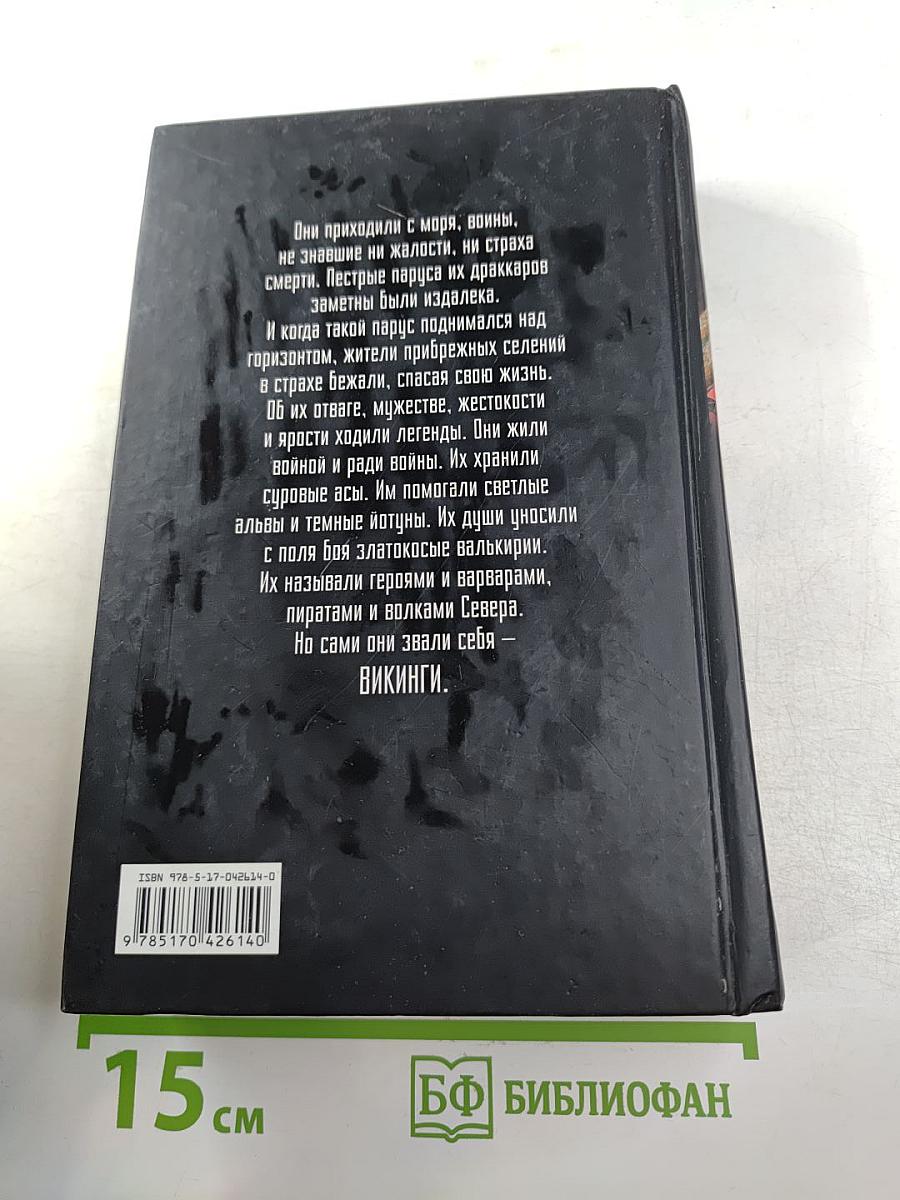 Они приходили с моря, воины,
не знавшие ни жалости, ни страха
смерти. Пестрые паруса их драккаров
заметны были издалека.
И когда такой парус поднимался над
горизонтом, жители прибрежных селений
в страхе бежали, спасая свою жизнь.
Об их отваге, мужестве, жестокости
и ярости ходили легенды. Они жили
войной и ради войны. Их хранили
суровые асы. Им помогали светлые
альвы и темные йотуны. Их души уносили
с поля боя златокосые валькирии.
Их называли героями и варварами,
пиратами и волками Севера.
Но сами они звали себя —
ВИКИНГИ.
ISBN 978-5-17-042614-0
9 785170 426140
15 см
БФ БИБЛИОФАН